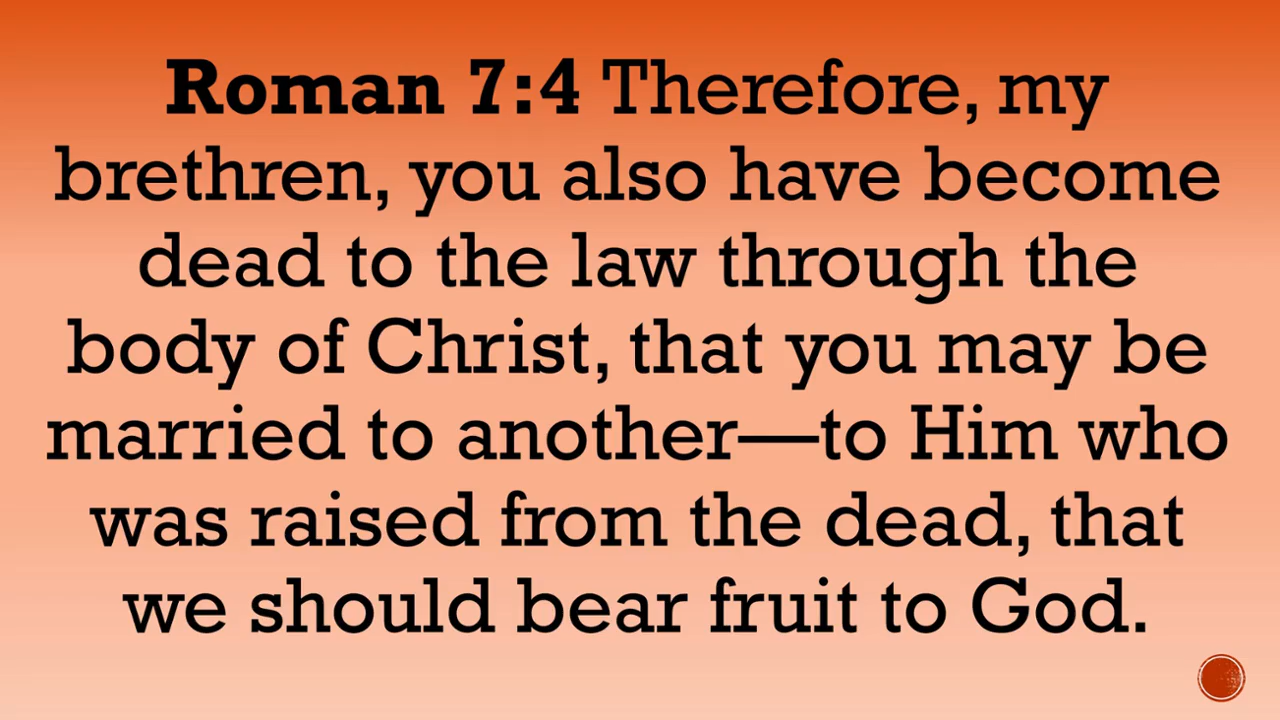 Roman 7:4 Therefore, my
brethren, you also have become
dead to the law through the
body of Christ, that you may be
married to another—to Him who
was raised from the dead, that
we should bear fruit to God.